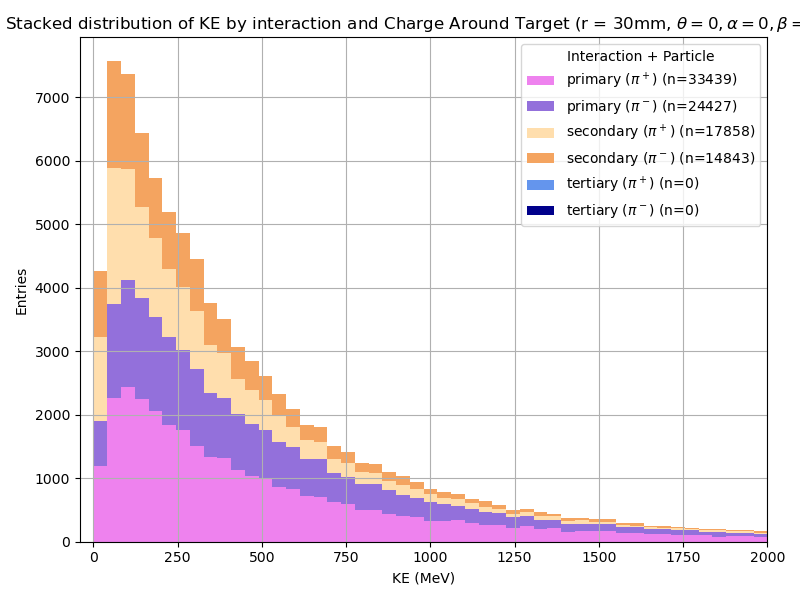 Stacked distribution of KE by interaction and Charge Around Target (r = 30mm, θ = 0, α = 0, β =
Interaction + Particle
primary (π⁺) (n=33439)
primary (π⁻) (n=24427)
secondary (π⁺) (n=17858)
secondary (π⁻) (n=14843)
tertiary (π⁺) (n=0)
tertiary (π⁻) (n=0)
Entries
7000
6000
5000
4000
3000
2000
1000
0
0 250 500 750 1000 1250 1500 1750 2000
KE (MeV)